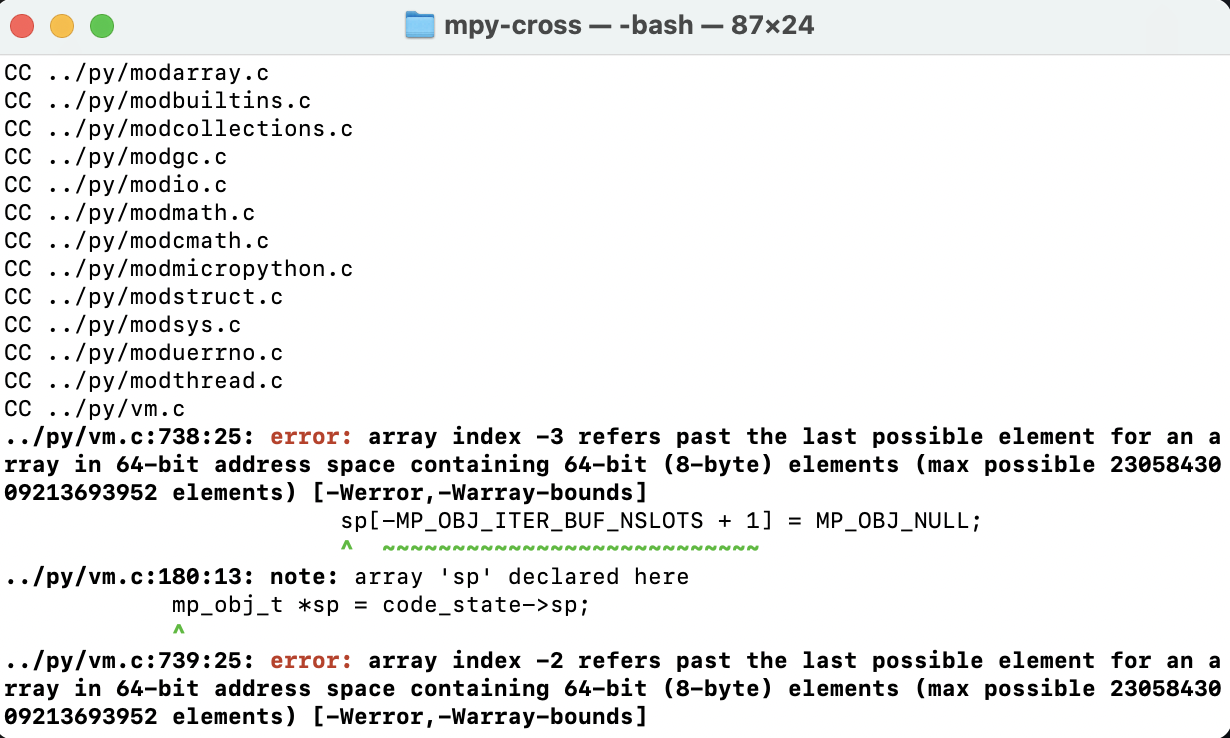 mpy-cross — -bash — 87×24
CC ../py/modarray.c
CC ../py/modbuiltins.c
CC ../py/modcollections.c
CC ../py/modgc.c
CC ../py/modio.c
CC ../py/modmath.c
CC ../py/modcmath.c
CC ../py/modmicropython.c
CC ../py/modstruct.c
CC ../py/modsys.c
CC ../py/moduerrno.c
CC ../py/modthread.c
CC ../py/vm.c
../py/vm.c:738:25: error: array index -3 refers past the last possible element for an a
rray in 64-bit address space containing 64-bit (8-byte) elements (max possible 23058430
09213693952 elements) [-Werror,-Warray-bounds]
                        sp[-MP_OBJ_ITER_BUF_NSLOTS + 1] = MP_OBJ_NULL;
                        ^  ~~~~~~~~~~~~~~~~~~~~~~~~~~~
../py/vm.c:180:13: note: array 'sp' declared here
            mp_obj_t *sp = code_state->sp;
            ^
../py/vm.c:739:25: error: array index -2 refers past the last possible element for an a
rray in 64-bit address space containing 64-bit (8-byte) elements (max possible 23058430
09213693952 elements) [-Werror,-Warray-bounds]